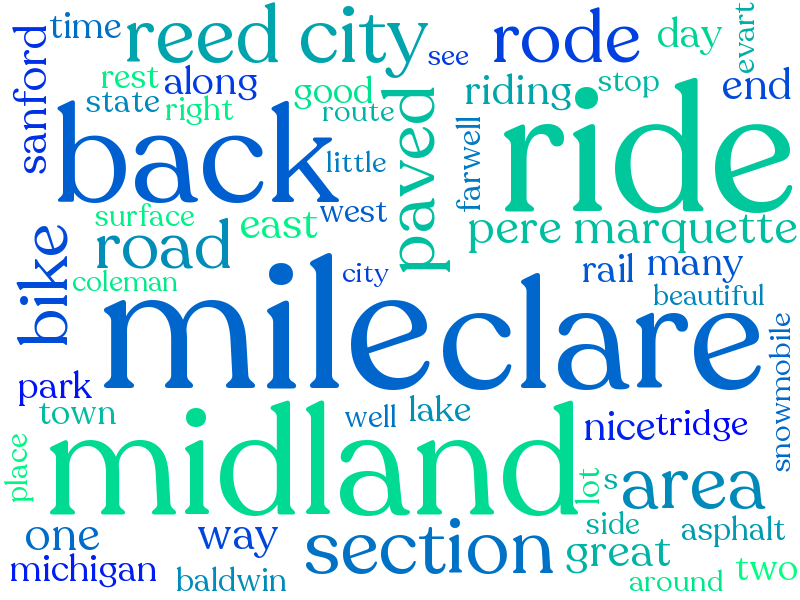 time
reed city
see
rode
day
evart
sanford
rest
along
state
right
good
route
riding
stop
end
back
paved
ride
little
farwell
surface
east
west
pere marquette
bike
road
coleman
city
rail
many
beautiful
mile
clare
snowmobile
park
town
well
lake
nice
tridge
midland
place
lot
s
area
one
way
section
side
asphalt
great
michigan
baldwin
around
two